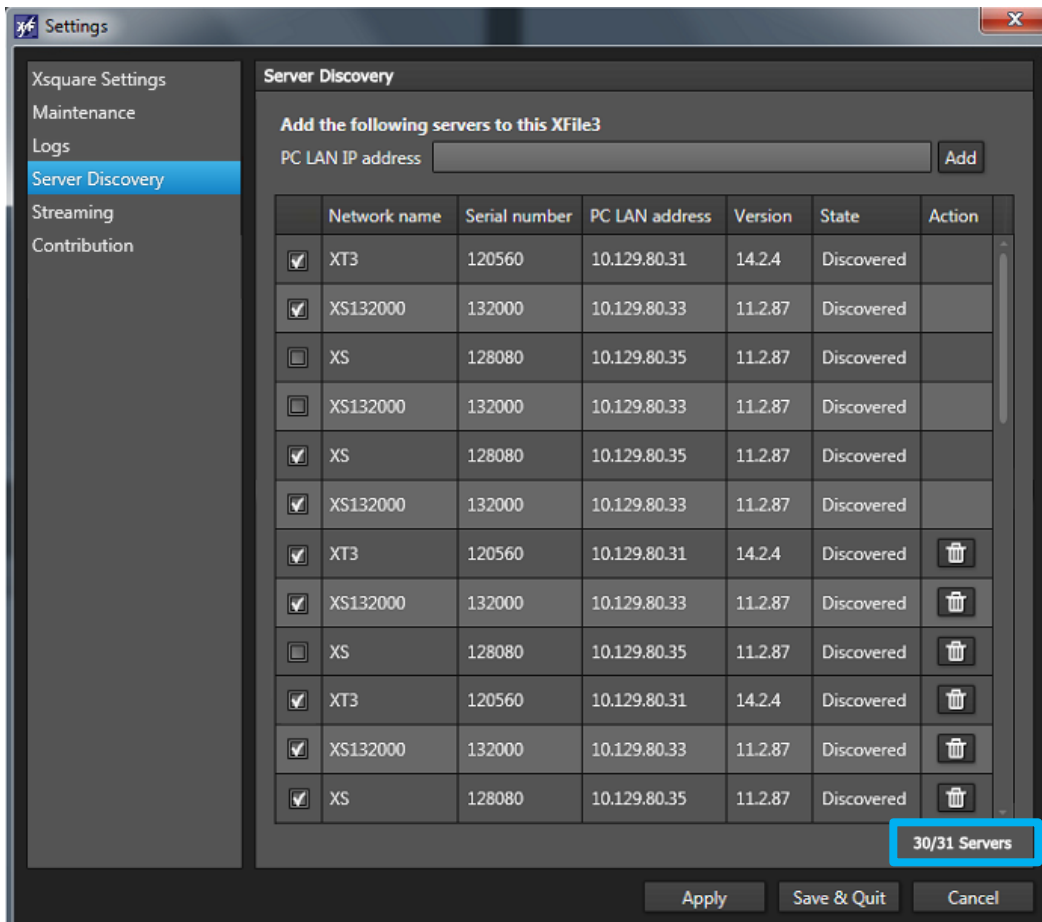 Settings
Xsquare Settings
Maintenance
Logs
Server Discovery
Streaming
Contribution
Server Discovery
Add the following servers to this XFile3
PC LAN IP address Add
Network name Serial number PC LAN address Version State Action
XT3 120560 10.129.80.31 14.2.4 Discovered
XS132000 132000 10.129.80.33 11.2.87 Discovered
XS 128080 10.129.80.35 11.2.87 Discovered
XS132000 132000 10.129.80.33 11.2.87 Discovered
XS 128080 10.129.80.35 11.2.87 Discovered
XS132000 132000 10.129.80.33 11.2.87 Discovered
XT3 120560 10.129.80.31 14.2.4 Discovered
XS132000 132000 10.129.80.33 11.2.87 Discovered
XS 128080 10.129.80.35 11.2.87 Discovered
XT3 120560 10.129.80.31 14.2.4 Discovered
XS132000 132000 10.129.80.33 11.2.87 Discovered
XS 128080 10.129.80.35 11.2.87 Discovered
30/31 Servers
Apply Save & Quit Cancel